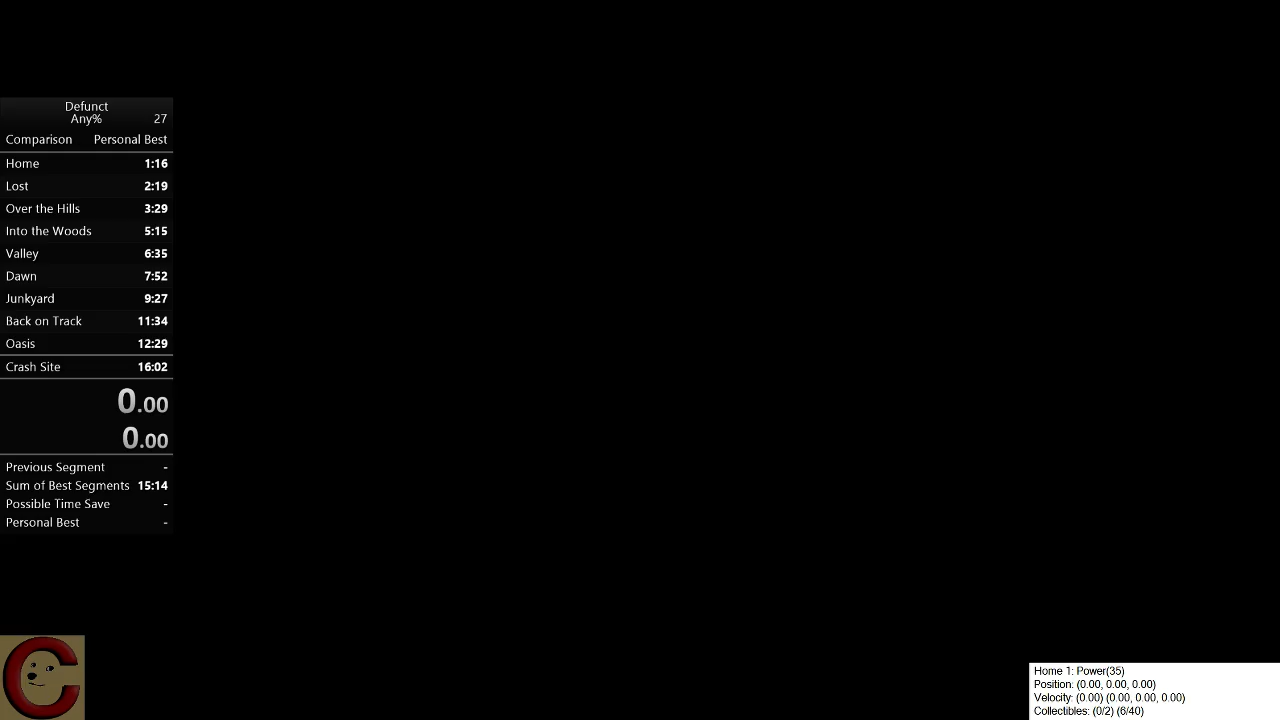 Defunct
Any% 27
Comparison Personal Best
Home 1:16
Lost 2:19
Over the Hills 3:29
Into the Woods 5:15
Valley 6:35
Dawn 7:52
Junkyard 9:27
Back on Track 11:34
Oasis 12:29
Crash Site 16:02
0.00
0.00
Previous Segment -
Sum of Best Segments 15:14
Possible Time Save -
Personal Best -
C
Home 1: Power(35)
Position: (0.00, 0.00, 0.00)
Velocity: (0.00) (0.00, 0.00, 0.00)
Collectibles: (0/2) (6/40)